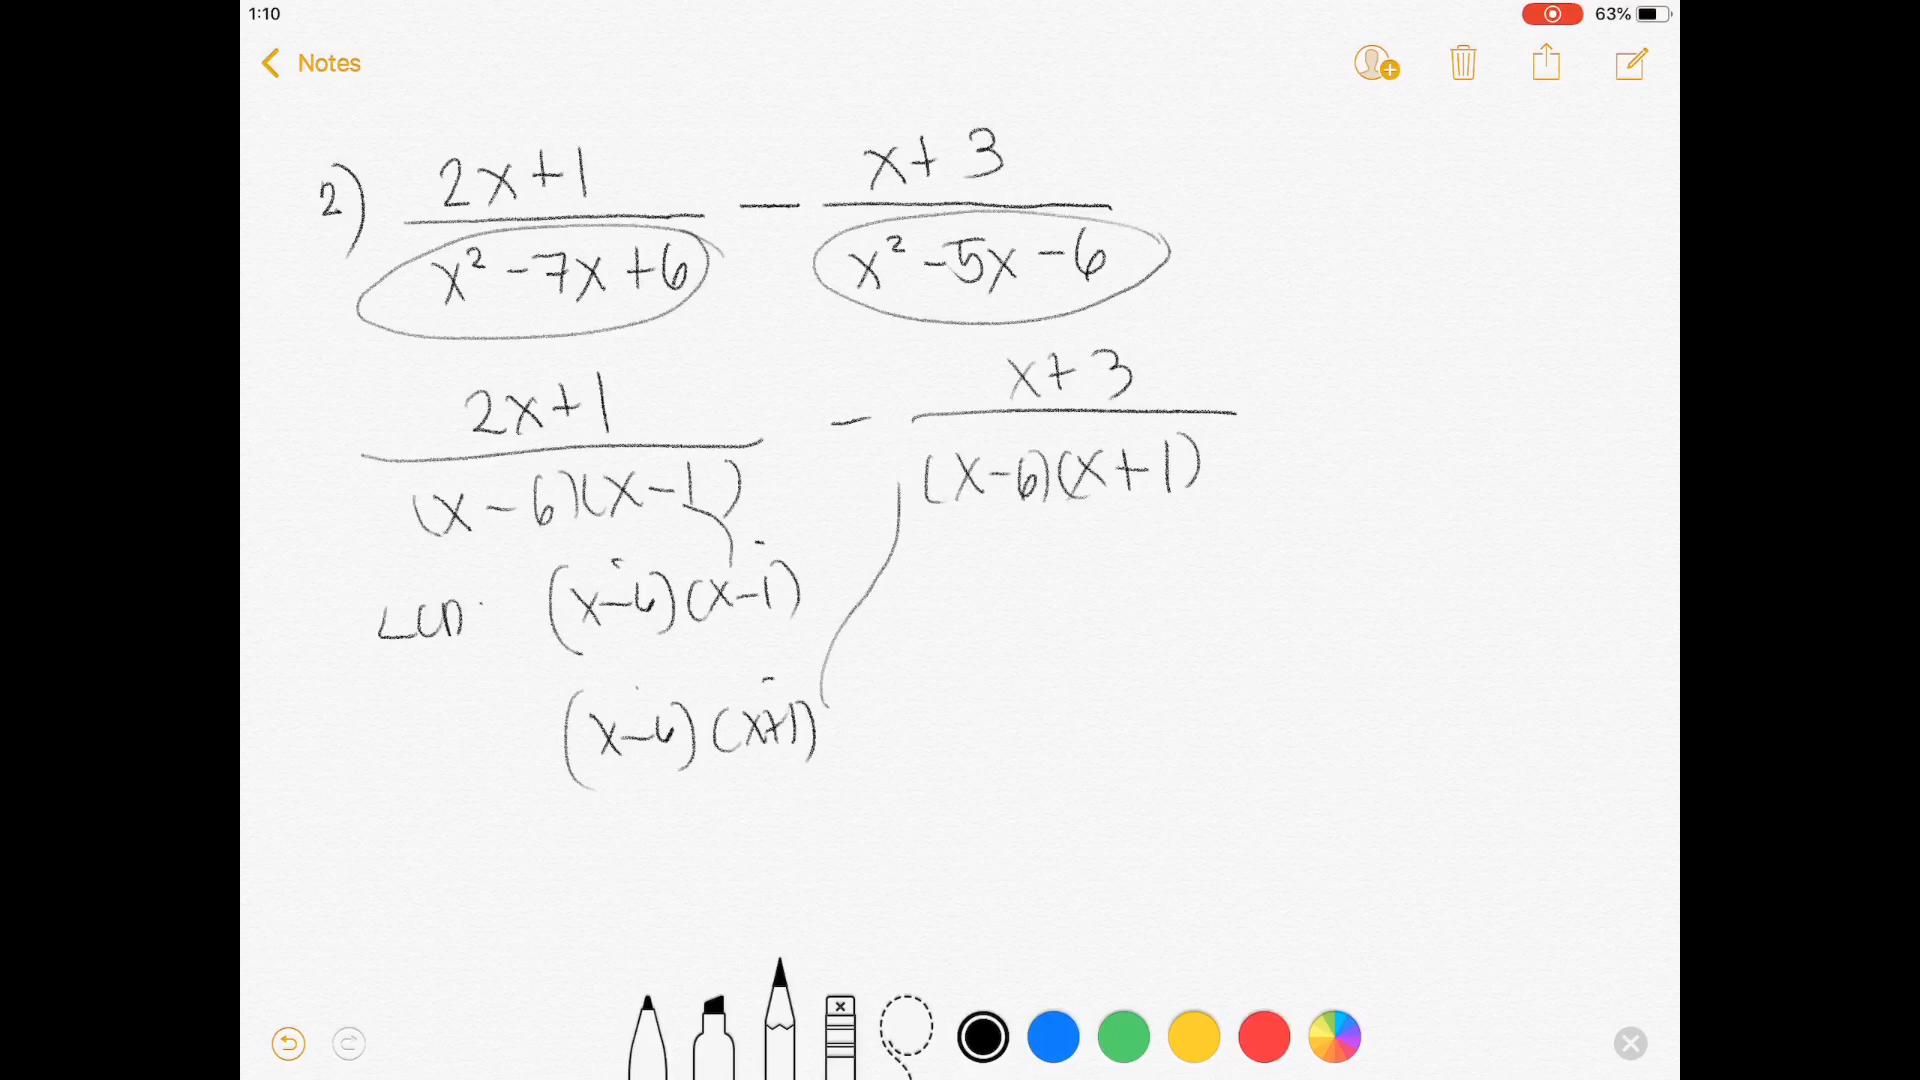 1:10
63%
Notes
2) 2x+1 / x² -7x +6 — x+3 / x² -5x -6
2x+1 / (x-6)(x-1) - x+3 / (x-6)(x+1)
LCD: (x-6)(x-1)
(x-6)(x+1)